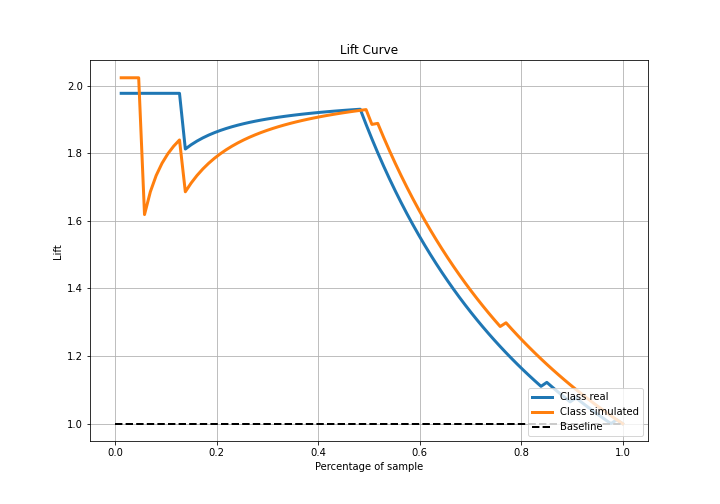 Lift Curve
2.0
1.8
1.6
1.4
1.2
1.0
Lift
0.0 0.2 0.4 0.6 0.8 1.0
Percentage of sample
Class real
Class simulated
Baseline